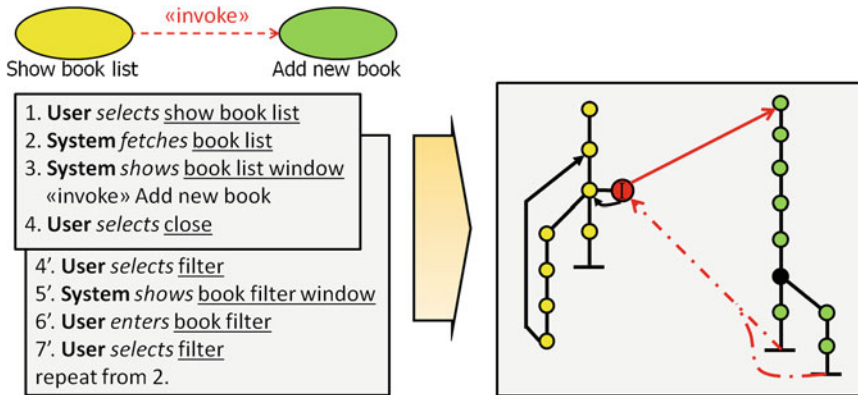 «invoke»
Show book list
Add new book
1. User selects show book list
2. System fetches book list
3. System shows book list window
«invoke» Add new book
4. User selects close
4'. User selects filter
5'. System shows book filter window
6'. User enters book filter
7'. User selects filter
repeat from 2.
I